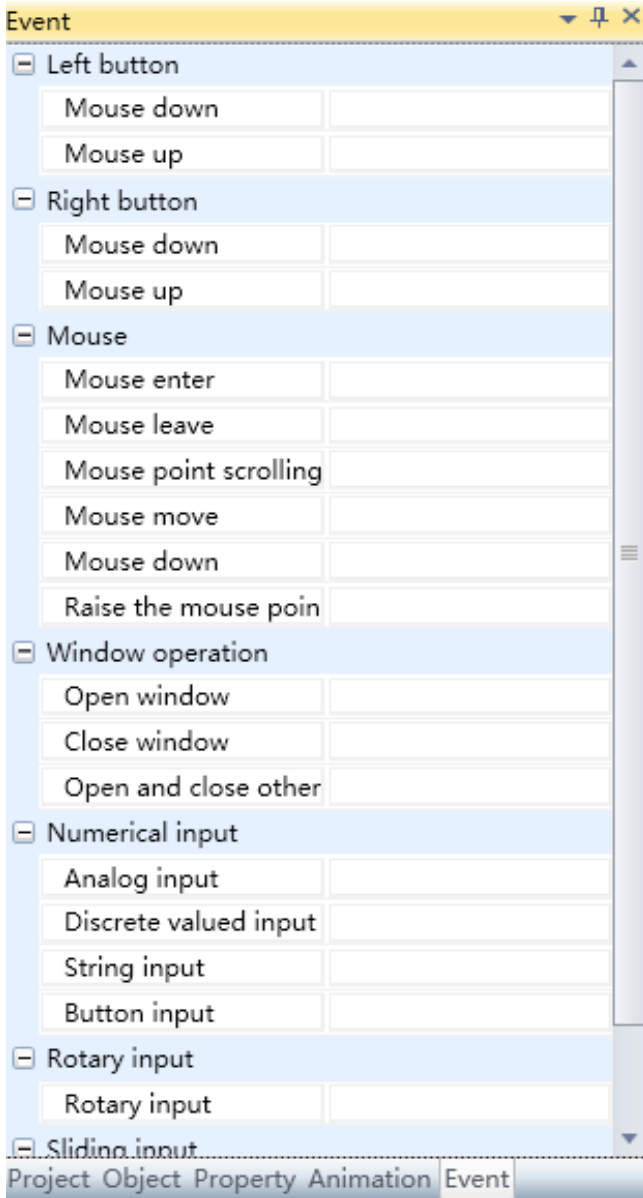 Event
Left button
Mouse down
Mouse up
Right button
Mouse down
Mouse up
Mouse
Mouse enter
Mouse leave
Mouse point scrolling
Mouse move
Mouse down
Raise the mouse poin
Window operation
Open window
Close window
Open and close other
Numerical input
Analog input
Discrete valued input
String input
Button input
Rotary input
Rotary input
Sliding input
Project Object Property Animation Event